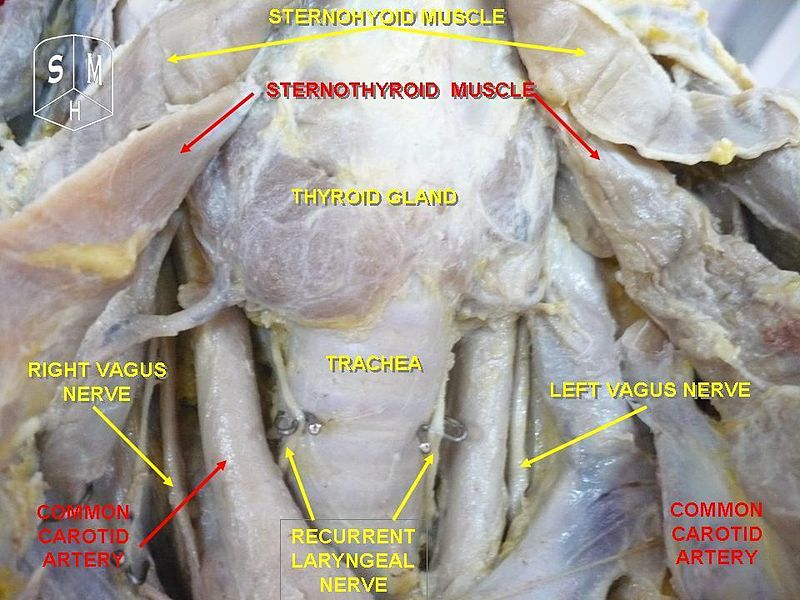 STERNOHYOID MUSCLE
S M
H
STERNOTHYROID MUSCLE
THYROID GLAND
TRACHEA
RIGHT VAGUS
NERVE
LEFT VAGUS NERVE
COMMON
CAROTID
ARTERY
RECURRENT
LARYNGEAL
NERVE
COMMON
CAROTID
ARTERY